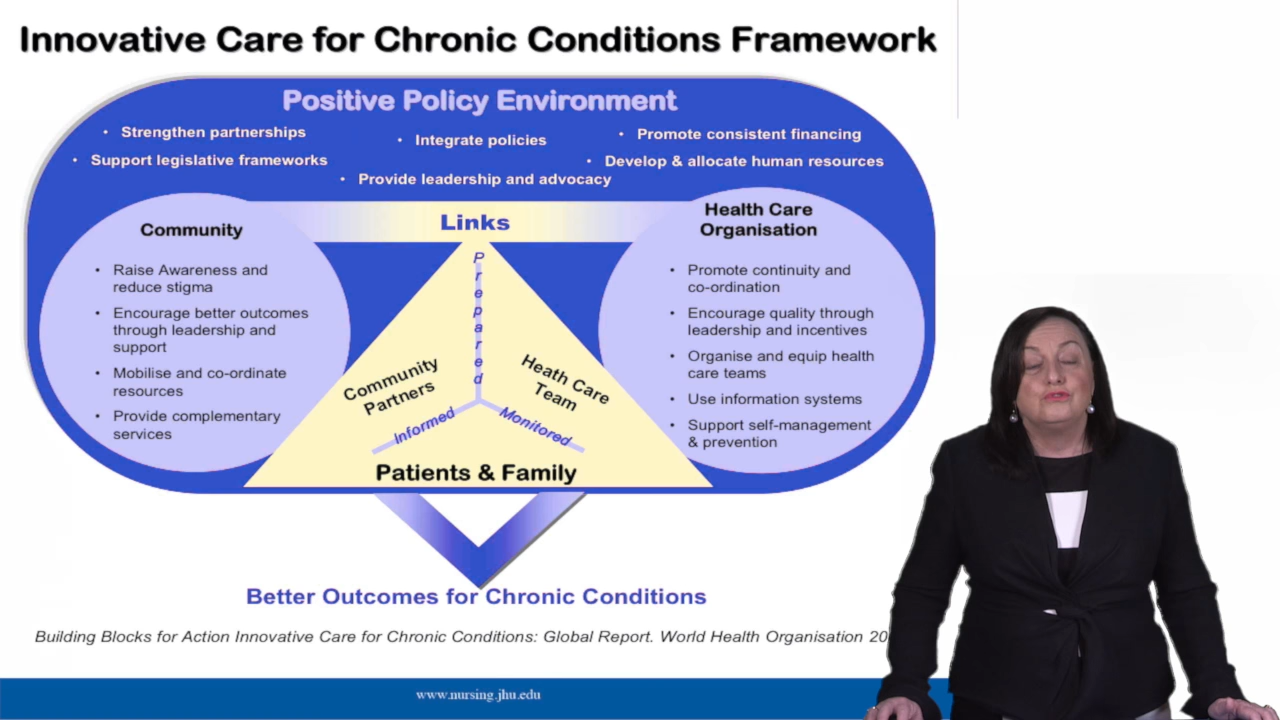 Innovative Care for Chronic Conditions Framework
Positive Policy Environment
• Strengthen partnerships
• Support legislative frameworks
• Integrate policies
• Provide leadership and advocacy
• Promote consistent financing
• Develop & allocate human resources
Links
Community
• Raise Awareness and
reduce stigma
• Encourage better outcomes
through leadership and
support
• Mobilise and co-ordinate
resources
• Provide complementary
services
Prepared
Community
Partners
Heath Care
Team
Informed
Monitored
Patients & Family
Health Care
Organisation
• Promote continuity and
co-ordination
• Encourage quality through
leadership and incentives
• Organise and equip health
care teams
• Use information systems
• Support self-management
& prevention
Better Outcomes for Chronic Conditions
Building Blocks for Action Innovative Care for Chronic Conditions: Global Report. World Health Organisation 20
www.nursing.jhu.edu